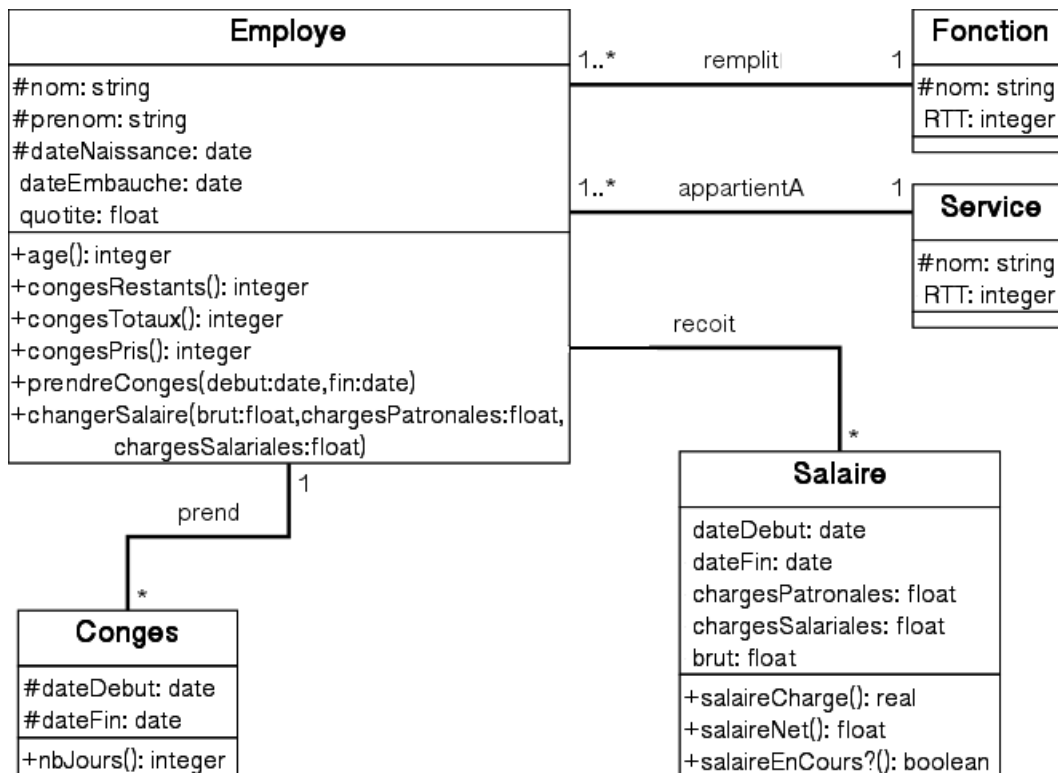 Employe
#nom: string
#prenom: string
#dateNaissance: date
dateEmbauche: date
quotite: float
+age(): integer
+congesRestants(): integer
+congesTotaux(): integer
+congesPris(): integer
+prendreConges(debut:date,fin:date)
+changerSalaire(brut:float,chargesPatronales:float,
chargesSalariales:float)
1..* remplit 1
Fonction
#nom: string
RTT: integer
1..* appartientA 1
Service
#nom: string
RTT: integer
recoit
*
Salaire
dateDebut: date
dateFin: date
chargesPatronales: float
chargesSalariales: float
brut: float
+salaireCharge(): real
+salaireNet(): float
+salaireEnCours?(): boolean
1
prend
*
Conges
#dateDebut: date
#dateFin: date
+nbJours(): integer